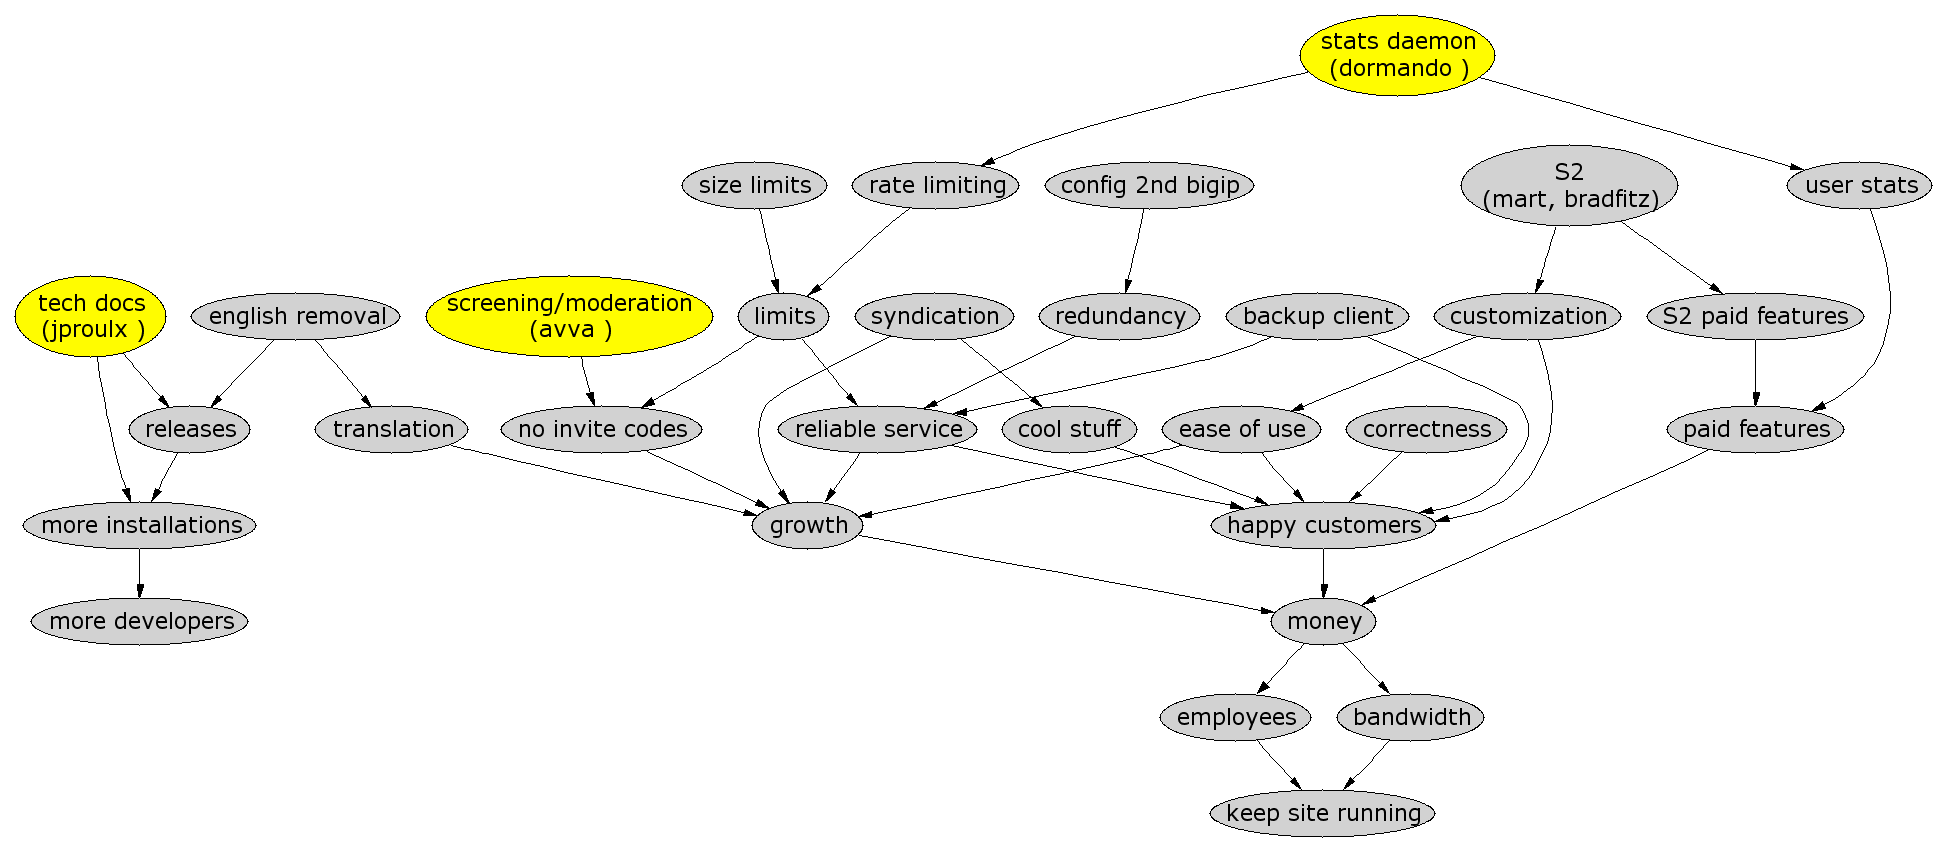 stats daemon
(dormando )
size limits
rate limiting
config 2nd bigip
S2
(mart, bradfitz)
user stats
tech docs
(jproulx )
english removal
screening/moderation
(avva )
limits
syndication
redundancy
backup client
customization
S2 paid features
releases
translation
no invite codes
reliable service
cool stuff
ease of use
correctness
paid features
more installations
growth
happy customers
more developers
money
employees
bandwidth
keep site running